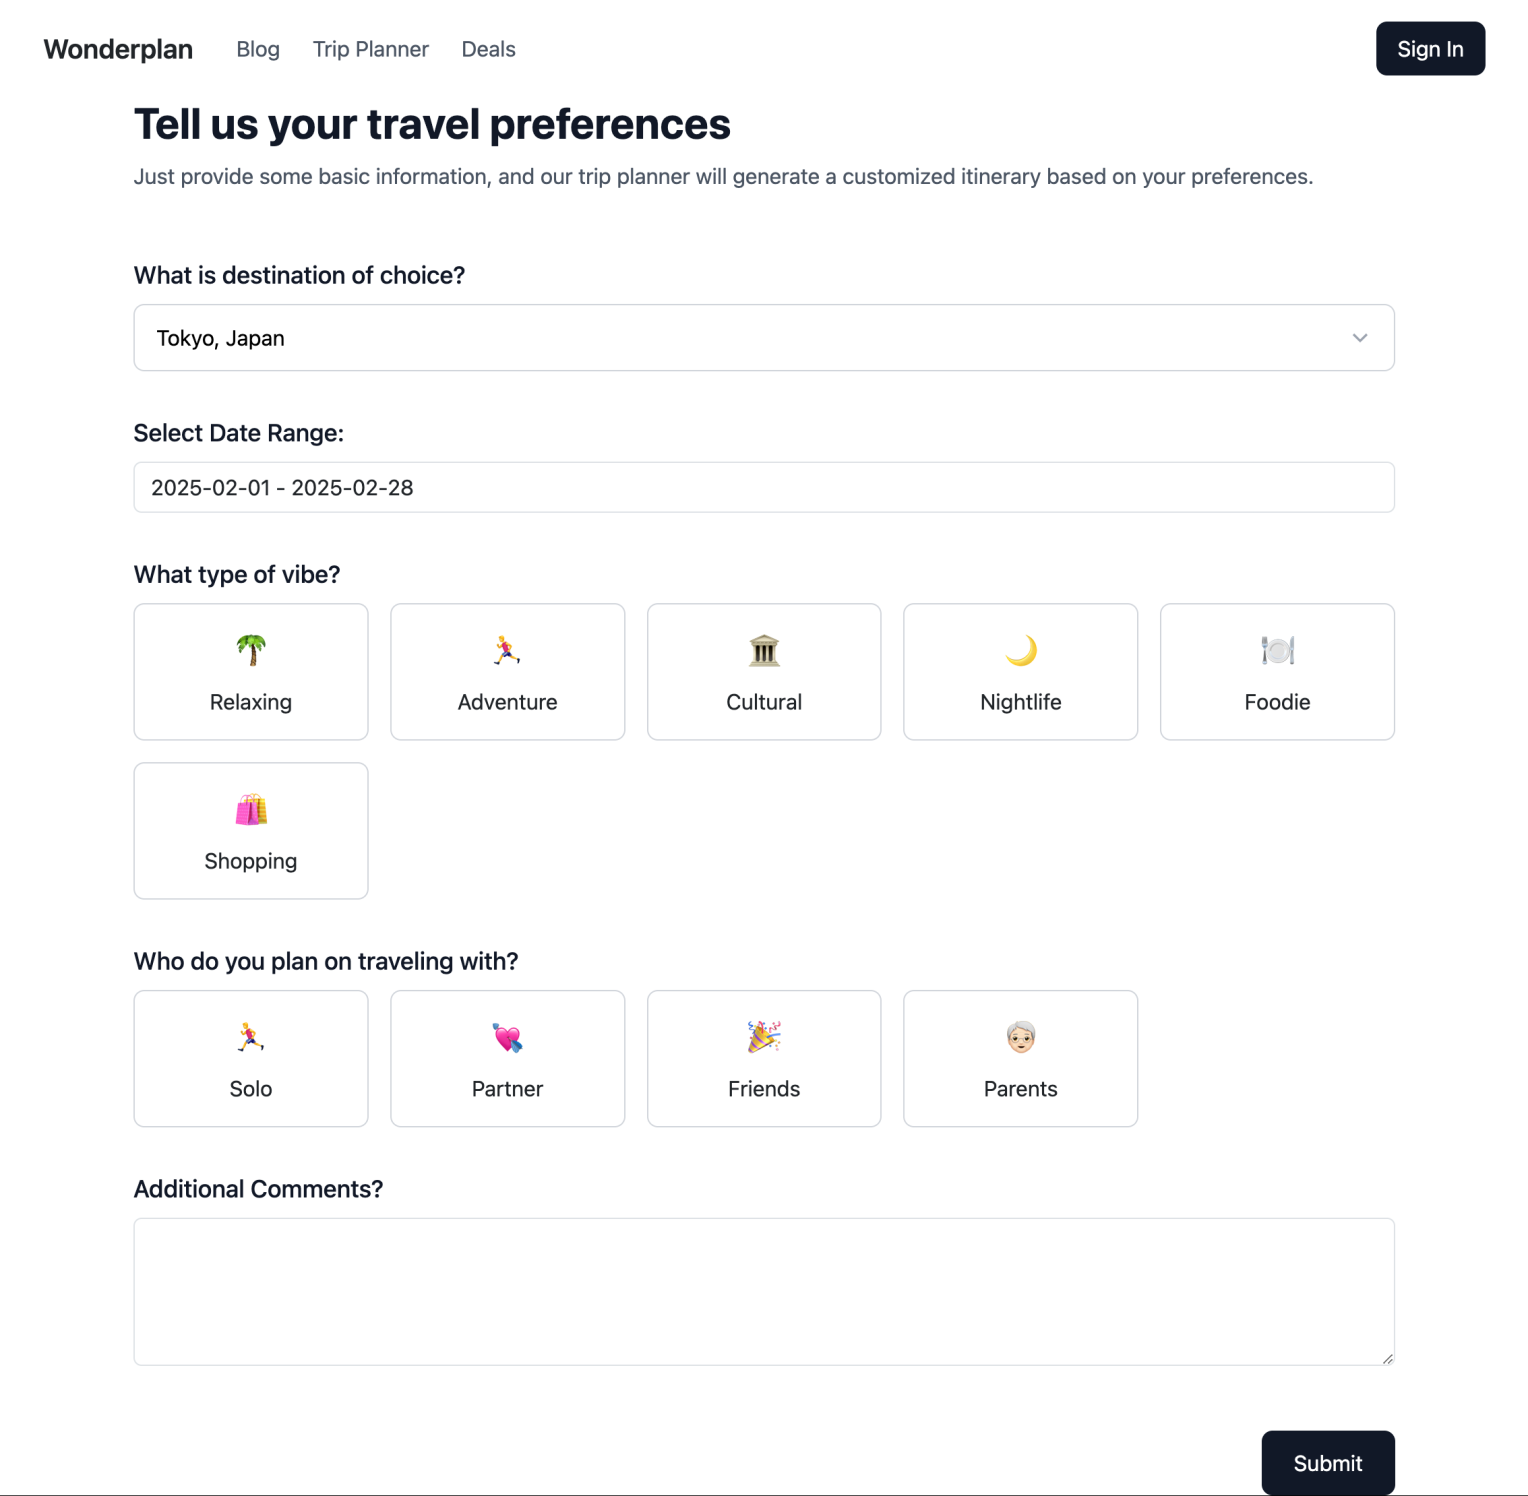 Wonderplan Blog Trip Planner Deals Sign In
Tell us your travel preferences
Just provide some basic information, and our trip planner will generate a customized itinerary based on your preferences.
What is destination of choice?
Tokyo, Japan
Select Date Range:
2025-02-01 - 2025-02-28
What type of vibe?
Relaxing Adventure Cultural Nightlife Foodie
Shopping
Who do you plan on traveling with?
Solo Partner Friends Parents
Additional Comments?
Submit